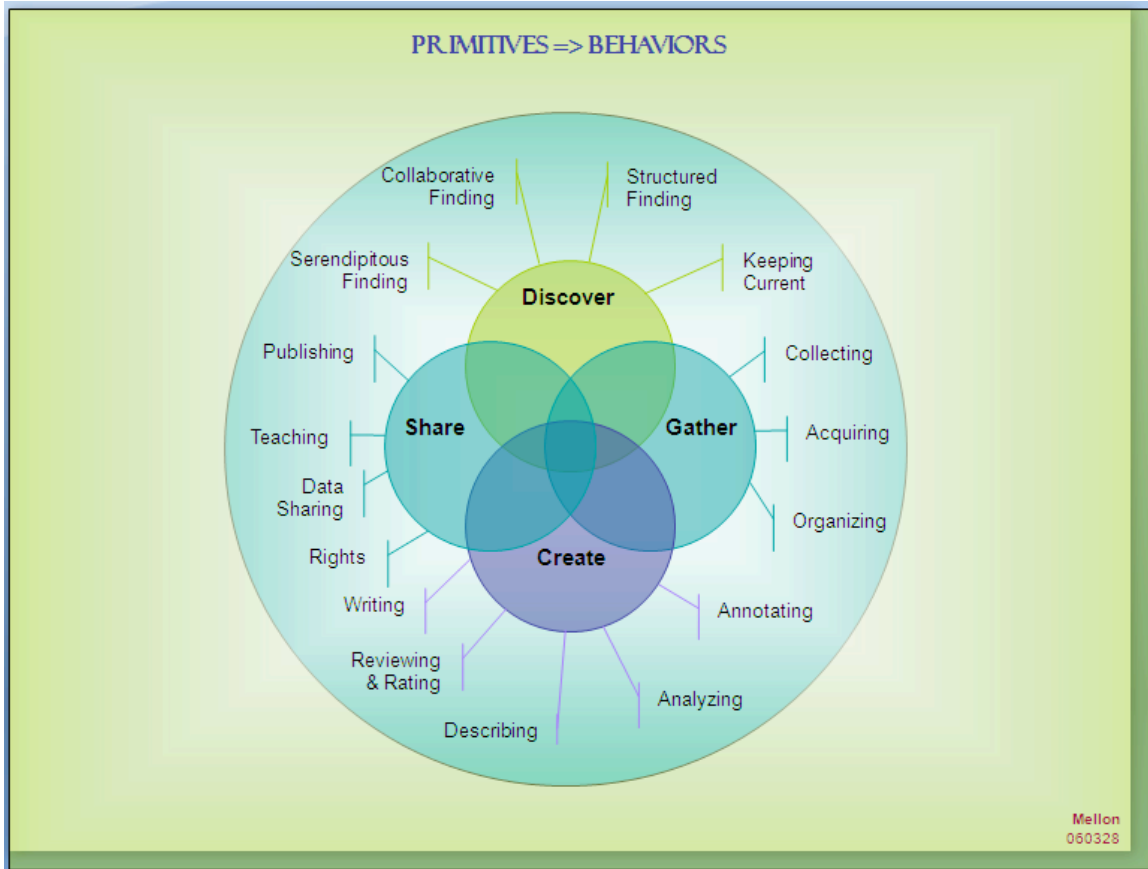 PRIMITIVES => BEHAVIORS
Collaborative
Finding
Structured
Finding
Serendipitous
Finding
Keeping
Current
Discover
Publishing
Collecting
Share
Gather
Teaching
Acquiring
Data
Sharing
Organizing
Rights
Create
Writing
Annotating
Reviewing
& Rating
Analyzing
Describing
Mellon
060328